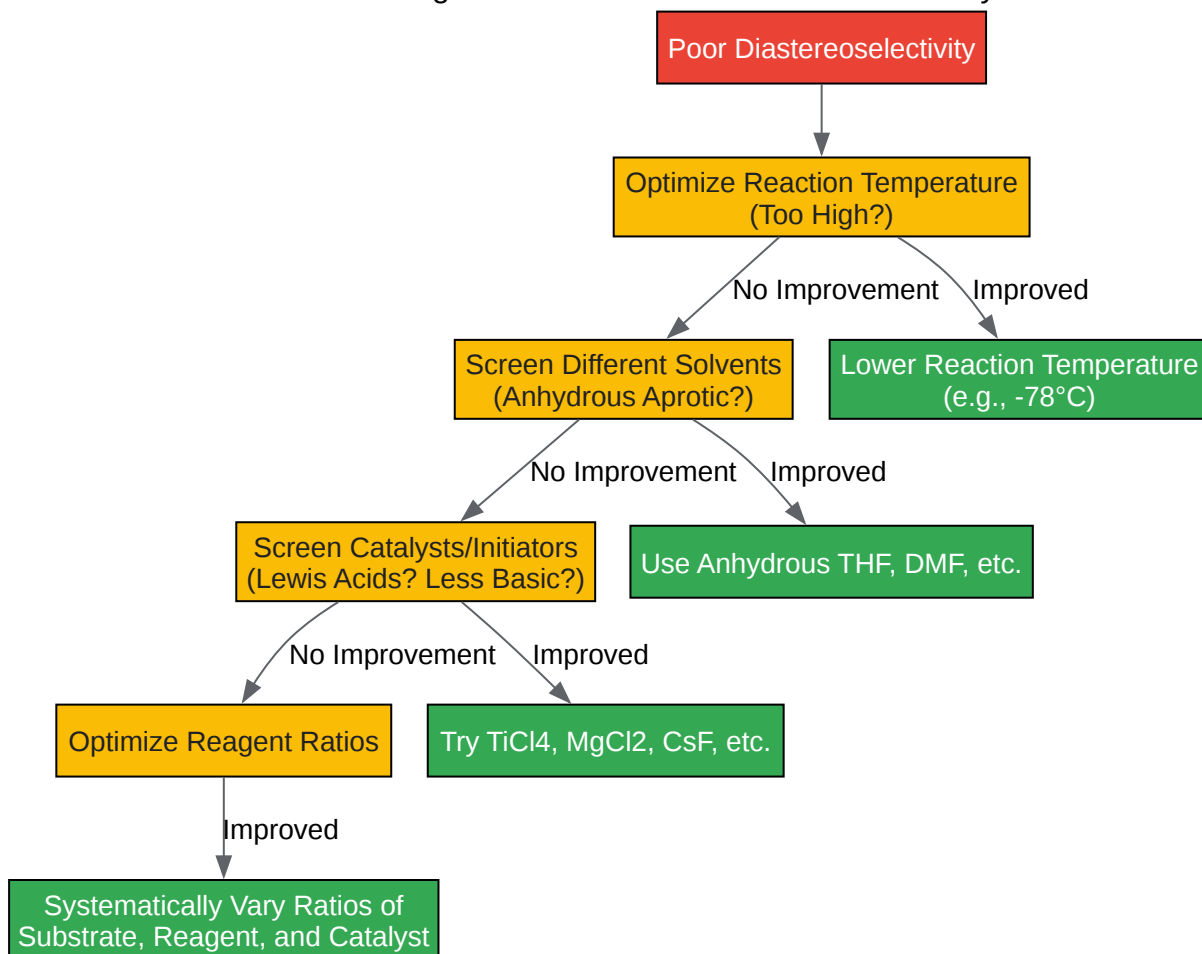 Poor Diastereoselectivity
Optimize Reaction Temperature
(Too High?)
No Improvement
Improved
Screen Different Solvents
(Anhydrous Aprotic?)
Lower Reaction Temperature
(e.g., -78°C)
No Improvement
Improved
Screen Catalysts/Initiators
(Lewis Acids? Less Basic?)
Use Anhydrous THF, DMF, etc.
No Improvement
Improved
Optimize Reagent Ratios
Try TiCl4, MgCl2, CsF, etc.
Improved
Systematically Vary Ratios of
Substrate, Reagent, and Catalyst